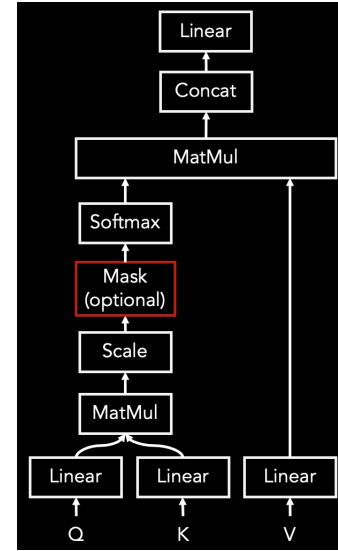 Linear
Concat
MatMul
Softmax
Mask
(optional)
Scale
MatMul
Linear Linear Linear
Q K V